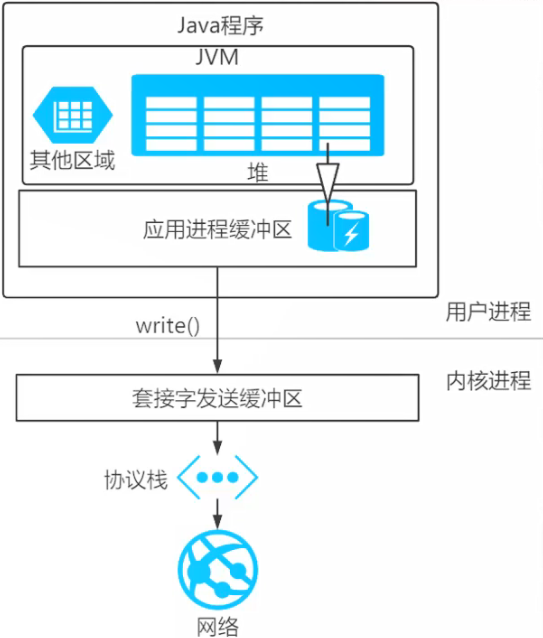 Java程序
JVM
其他区域
堆
应用进程缓冲区
用户进程
write()
内核进程
套接字发送缓冲区
协议栈
网络